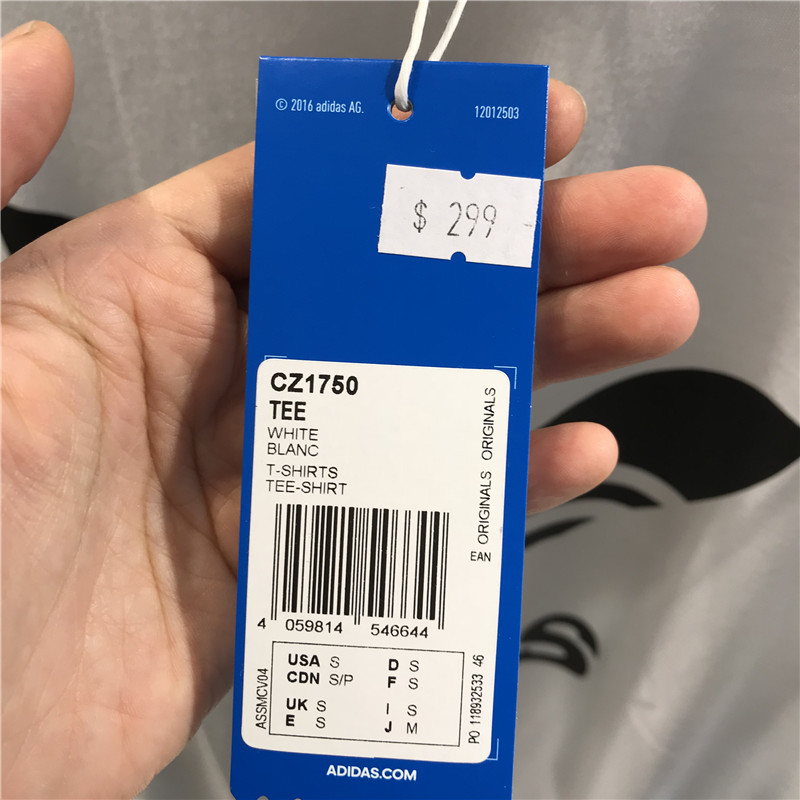 © 2016 adidas AG.
12012503
$ 299
CZ1750
TEE
WHITE
BLANC
T-SHIRTS
TEE-SHIRT
ORIGINALS ORIGINALS
EAN
4 059814 546644
USA S D S
CDN S/P F S
UK S I S
E S J M
ASSMCV04
PO 118932533 46
ADIDAS.COM